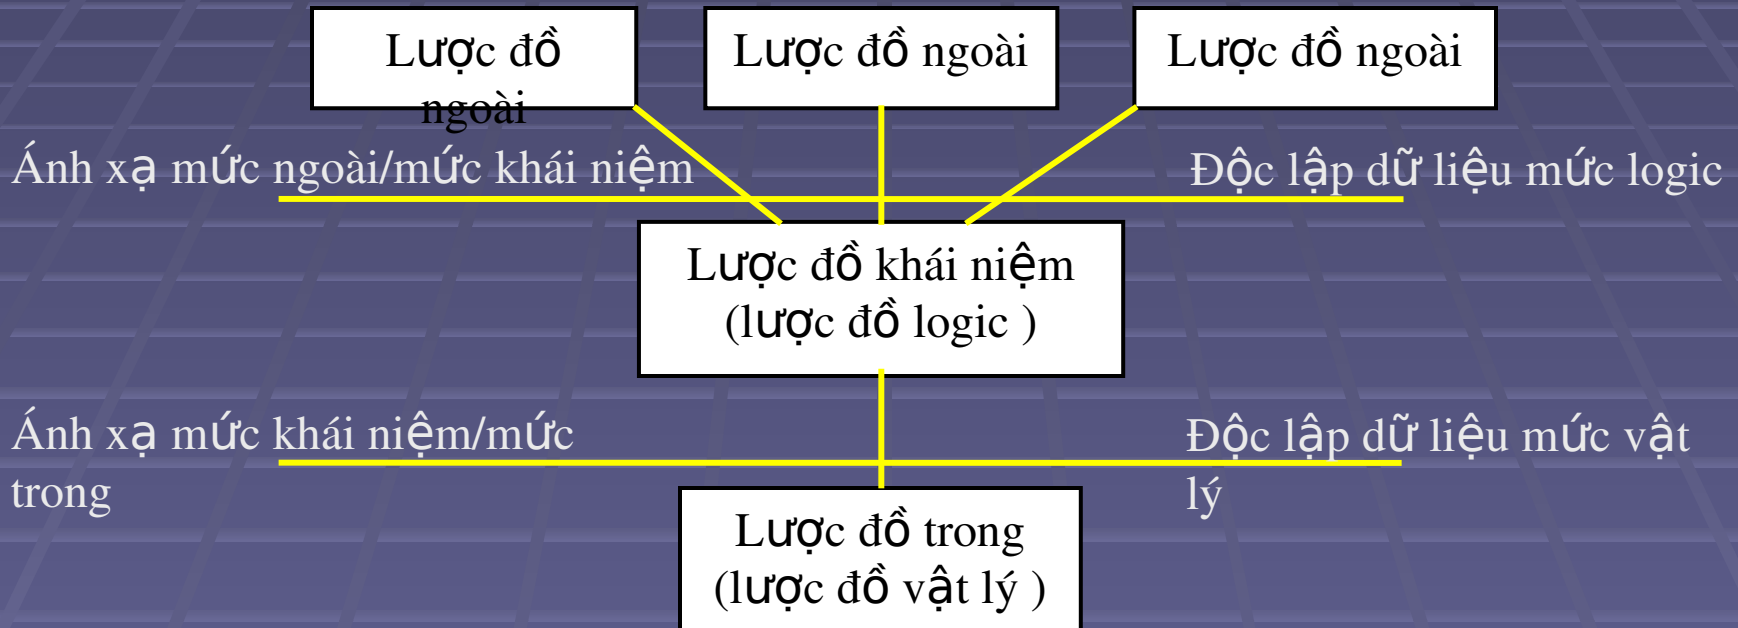 Lược đồ
ngoài
Lược đồ ngoài
Lược đồ ngoài
Ánh xạ mức ngoài/mức khái niệm
Độc lập dữ liệu mức logic
Lược đồ khái niệm
(lược đồ logic )
Ánh xạ mức khái niệm/mức
trong
Độc lập dữ liệu mức vật
lý
Lược đồ trong
(lược đồ vật lý )